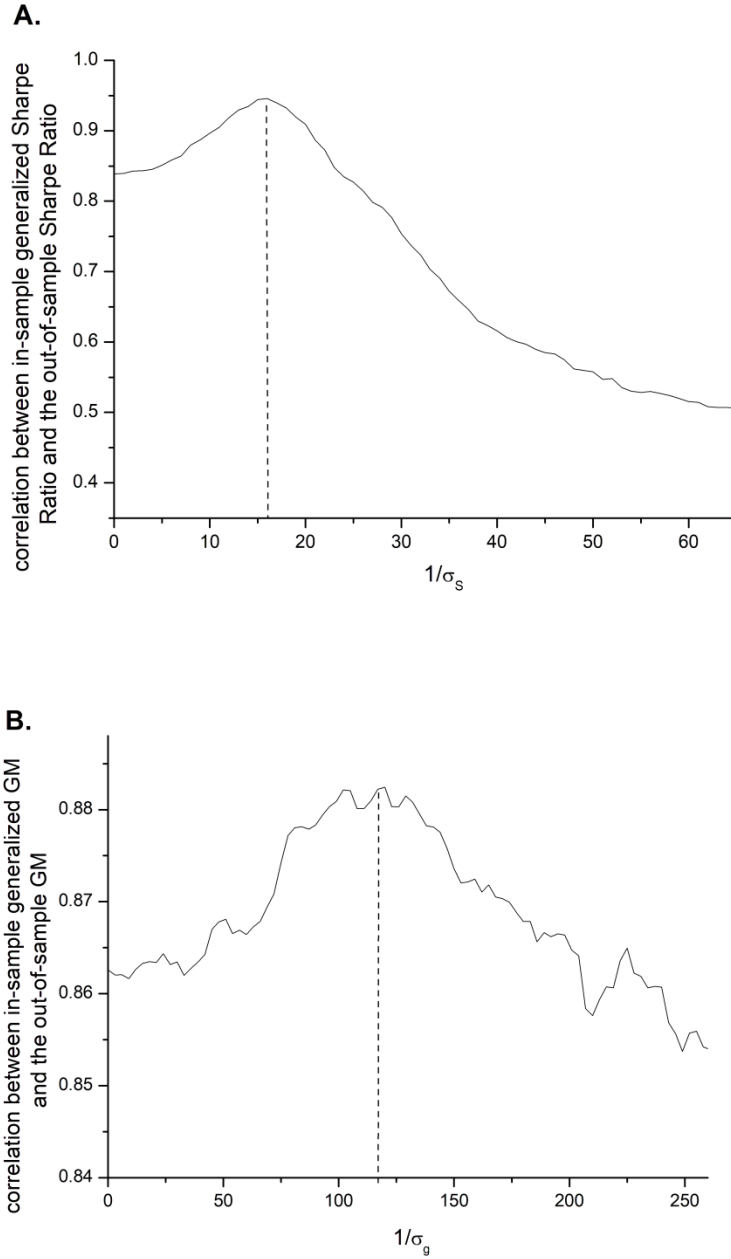 A.
correlation between in-sample generalized Sharpe
Ratio and the out-of-sample Sharpe Ratio
1.0
0.9
0.8
0.7
0.6
0.5
0.4
0 10 20 30 40 50 60
1/σS
B.
correlation between in-sample generalized GM
and the out-of-sample GM
0.88
0.87
0.86
0.85
0.84
0 50 100 150 200 250
1/σg